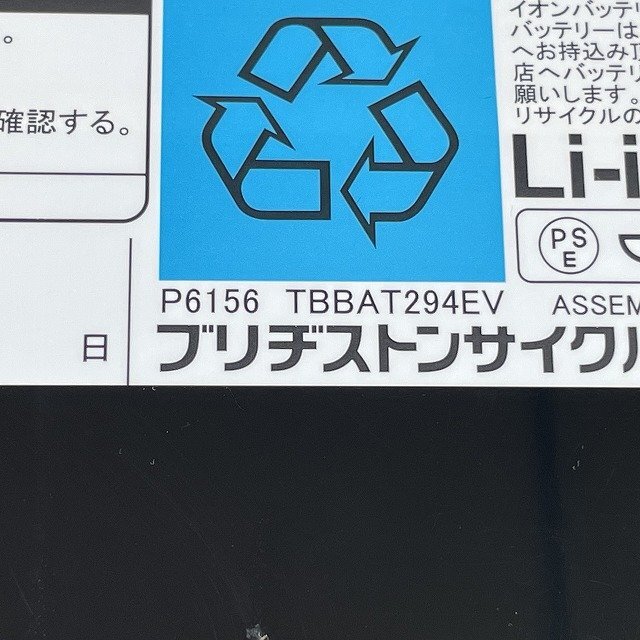 。
確認する。
日
イオンバッテリ
バッテリーは
へお持込み頂
店へバッテリ
願いします。
リサイクルの
Li-i
PS
E
P6156 TBBAT294EV ASSEM
ブリヂストンサイクル